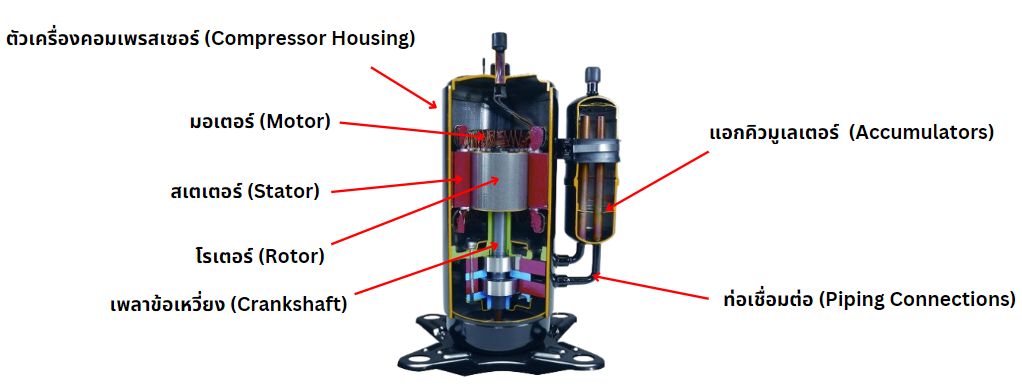 ตัวเครื่องคอมเพรสเซอร์ (Compressor Housing)
มอเตอร์ (Motor)
แอกคิวมูเลเตอร์ (Accumulators)
สเตเตอร์ (Stator)
โรเตอร์ (Rotor)
เพลาข้อเหวี่ยง (Crankshaft)
ท่อเชื่อมต่อ (Piping Connections)